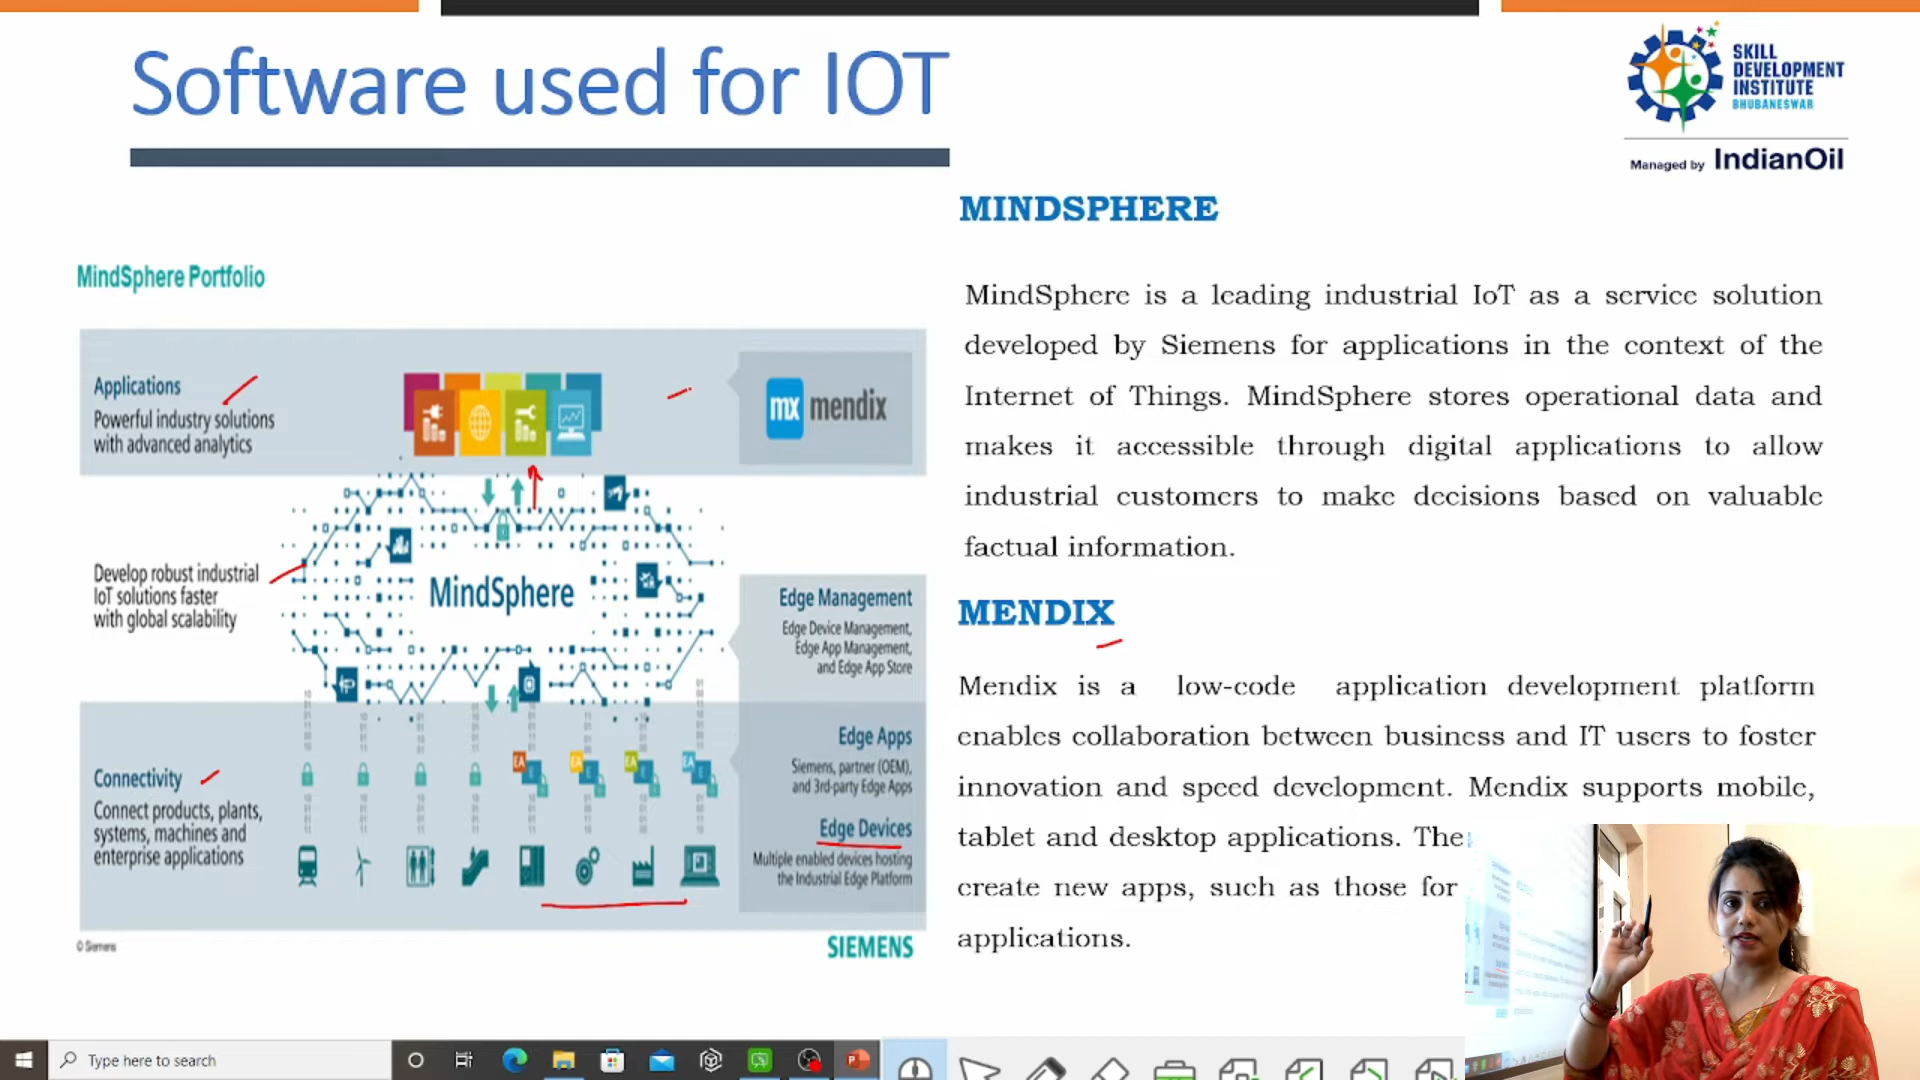 Software used for IOT
SKILL
DEVELOPMENT
INSTITUTE
BHUBANESWAR
Managed by IndianOil
MindSphere Portfolio
Applications
Powerful industry solutions
with advanced analytics
mx mendix
Develop robust industrial
IoT solutions faster
with global scalability
MindSphere
Edge Management
Edge Device Management,
Edge App Management,
and Edge App Store
Connectivity
Connect products, plants,
systems, machines and
enterprise applications
EA
EA
EA
EA
Edge Apps
Siemens, partner (OEM),
and 3rd-party Edge Apps
Edge Devices
Multiple enabled devices hosting
the Industrial Edge Platform
© Siemens
SIEMENS
MINDSPHERE
MindSphere is a leading industrial IoT as a service solution
developed by Siemens for applications in the context of the
Internet of Things. MindSphere stores operational data and
makes it accessible through digital applications to allow
industrial customers to make decisions based on valuable
factual information.
MENDIX
Mendix is a low-code application development platform
enables collaboration between business and IT users to foster
innovation and speed development. Mendix supports mobile,
tablet and desktop applications. The
create new apps, such as those for
applications.
Type here to search